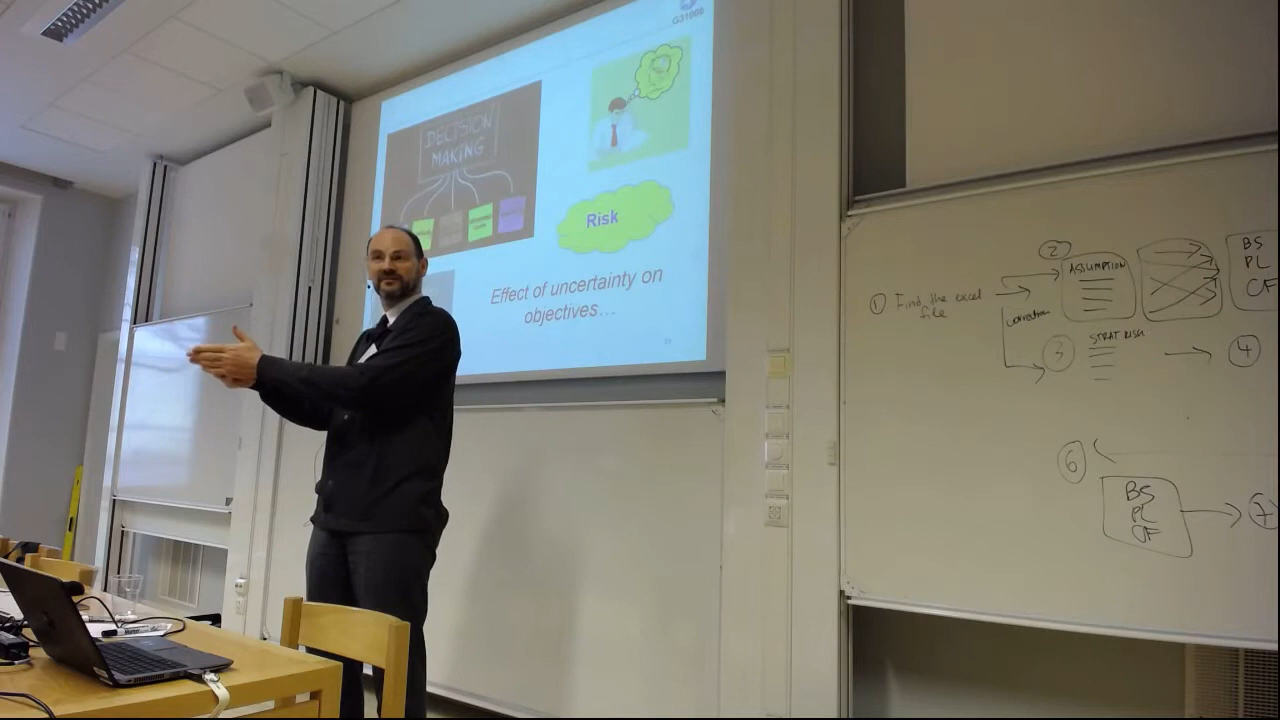 G31000
DECISION
MAKING
Risk
Effect of uncertainty on
objectives...
① Find the excel
file
②
ASSUMPTION
BS
PL
CF
③
STRAT RISK
④
⑥
BS
PL
CF
⑦